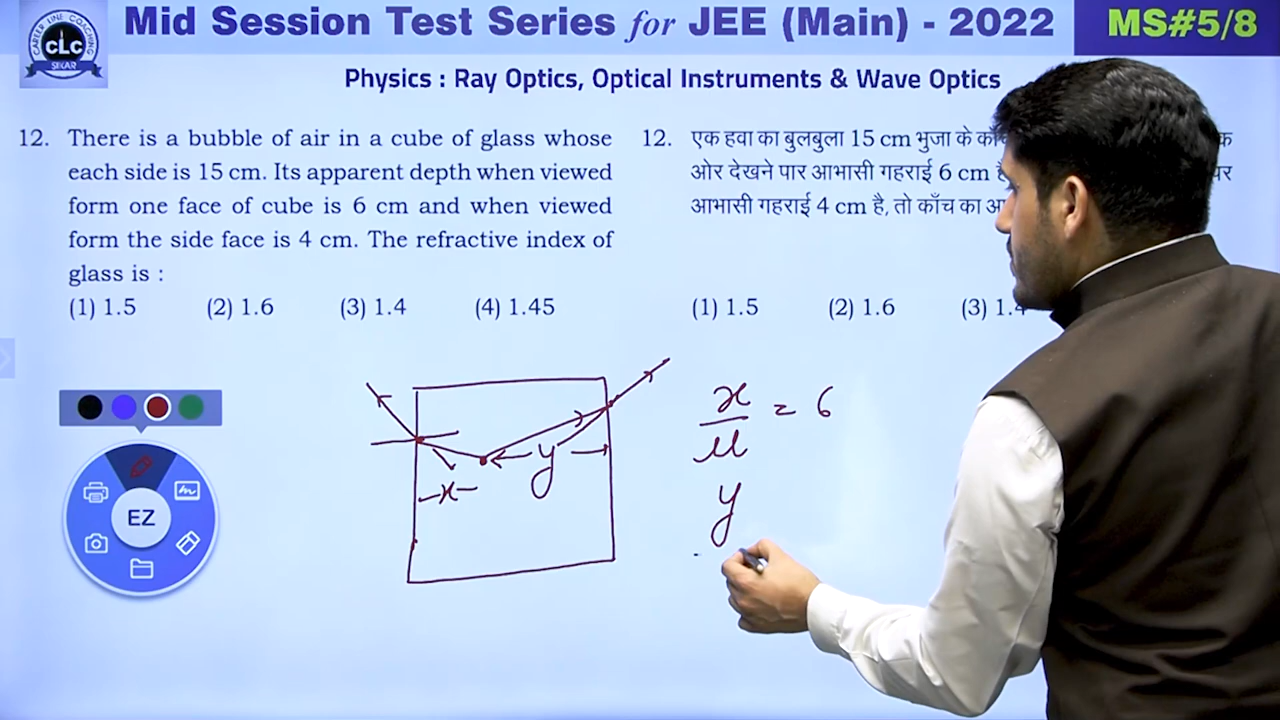 Mid Session Test Series for JEE (Main) - 2022
MS#5/8
CAREER LINE COACHING
CLC
SIKAR
Physics : Ray Optics, Optical Instruments & Wave Optics
12. There is a bubble of air in a cube of glass whose
each side is 15 cm. Its apparent depth when viewed
form one face of cube is 6 cm and when viewed
form the side face is 4 cm. The refractive index of
glass is :
(1) 1.5 (2) 1.6 (3) 1.4 (4) 1.45
12. एक हवा का बुलबुला 15 cm भुजा के
ओर देखने पार आभासी गहराई 6 cm
आभासी गहराई 4 cm है, तो काँच का
(1) 1.5 (2) 1.6 (3) 1.4
x
y
x/μ = 6
y
EZ